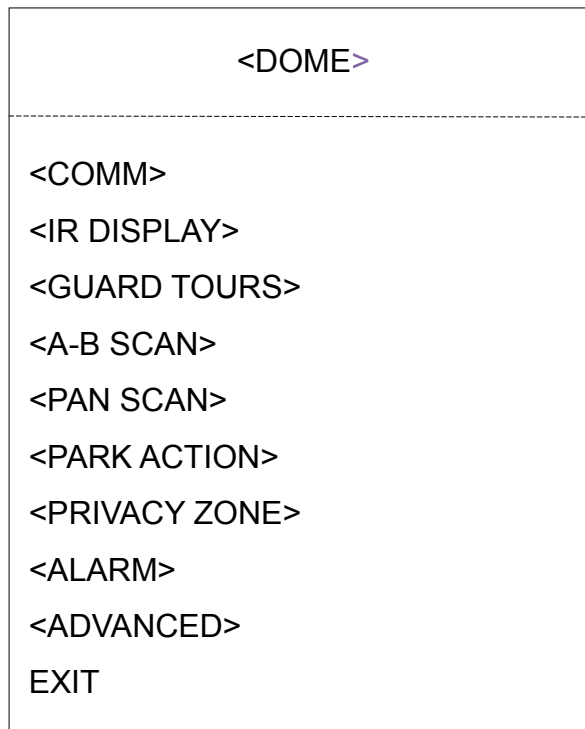 <DOME>
<COMM>
<IR DISPLAY>
<GUARD TOURS>
<A-B SCAN>
<PAN SCAN>
<PARK ACTION>
<PRIVACY ZONE>
<ALARM>
<ADVANCED>
EXIT